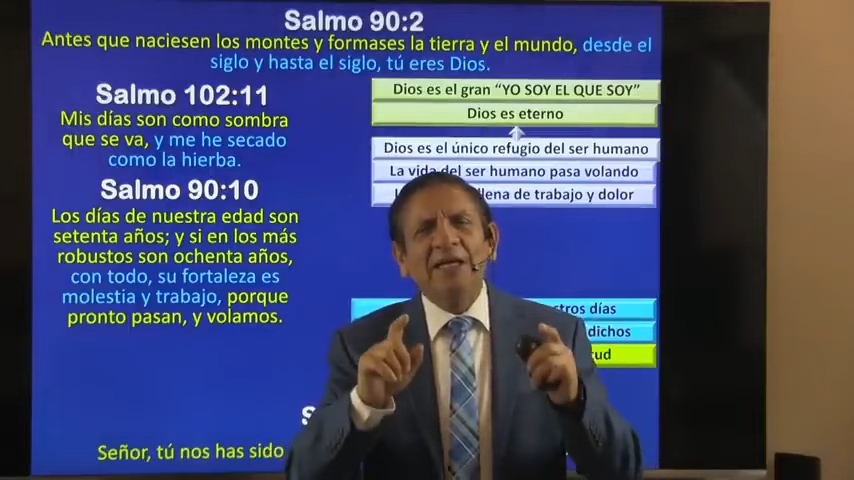 Salmo 90:2
Antes que naciesen los montes y formases la tierra y el mundo, desde el
siglo y hasta el siglo, tú eres Dios.
Salmo 102:11
Mis días son como sombra
que se va, y me he secado
como la hierba.
Salmo 90:10
Los días de nuestra edad son
setenta años; y si en los más
robustos son ochenta años,
con todo, su fortaleza es
molestia y trabajo, porque
pronto pasan, y volamos.
Dios es el gran “YO SOY EL QUE SOY”
Dios es eterno
Dios es el único refugio del ser humano
La vida del ser humano pasa volando
llena de trabajo y dolor
días
dichos
Señor, tú nos has sido